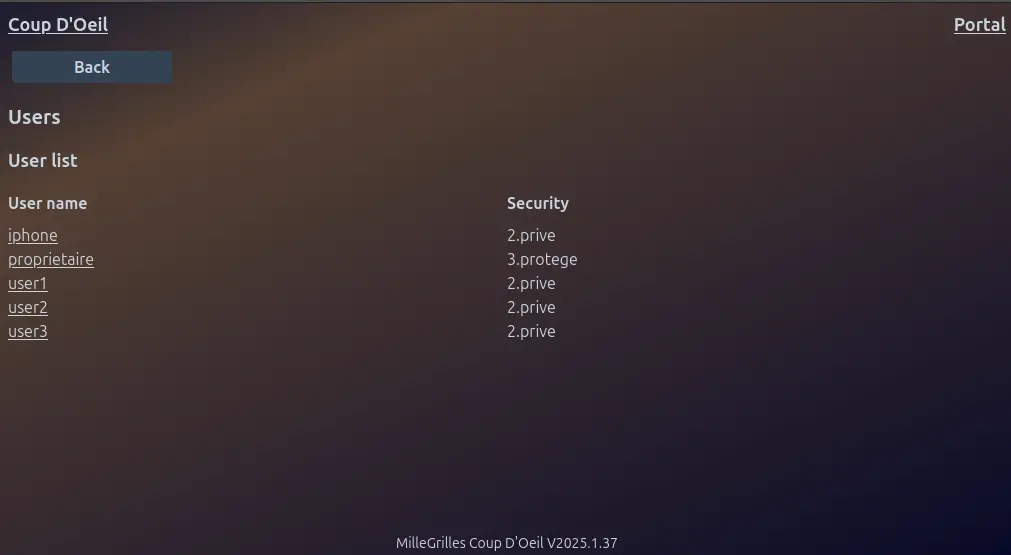 Coup D'Oeil Portal
Back
Users
User list
User name Security
iphone 2.prive
proprietaire 3.protege
user1 2.prive
user2 2.prive
user3 2.prive
MilleGrilles Coup D'Oeil V2025.1.37